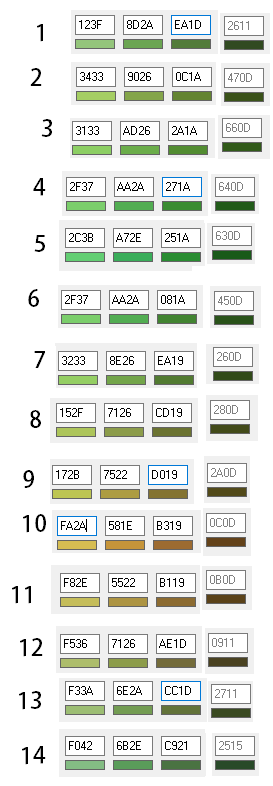 1 123F 8D2A EA1D 2611
2 3433 9026 0C1A 470D
3 3133 AD26 2A1A 660D
4 2F37 AA2A 271A 640D
5 2C3B A72E 251A 630D
6 2F37 AA2A 081A 450D
7 3233 8E26 EA19 260D
8 152F 7126 CD19 280D
9 172B 7522 D019 2A0D
10 FA2A 581E B319 0C0D
11 F82E 5522 B119 0B0D
12 F536 7126 AE1D 0911
13 F33A 6E2A CC1D 2711
14 F042 6B2E C921 2515